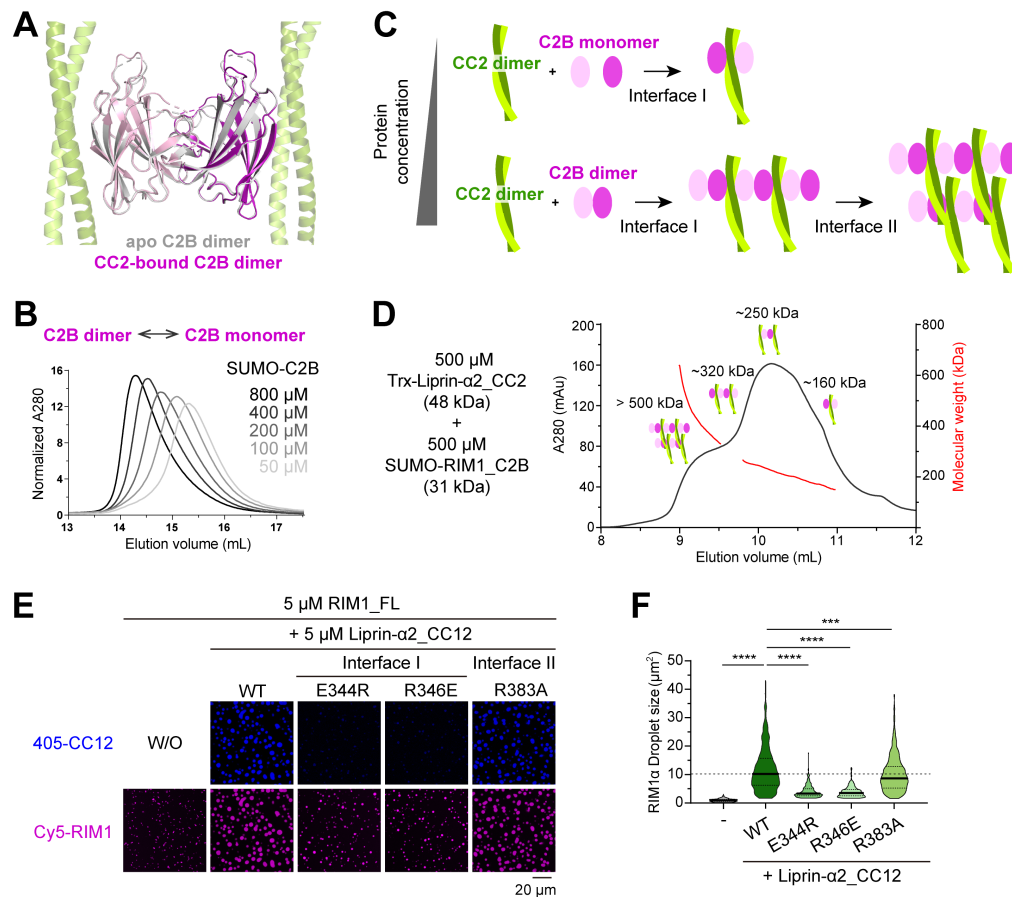 A
apo C2B dimer
CC2-bound C2B dimer
B
C2B dimer
C2B monomer
SUMO-C2B
800 µM
400 µM
200 µM
100 µM
50 µM
Normalized A280
16
12
8
4
0
13
14
15
16
17
Elution volume (mL)
C
Protein
concentration
CC2 dimer
+
C2B monomer
Interface I
CC2 dimer
+
C2B dimer
Interface I
Interface II
D
500 µM
Trx-Liprin-α2_CC2
(48 kDa)
+
500 µM
SUMO-RIM1_C2B
(31 kDa)
A280 (mAu)
200
160
120
80
40
0
8
9
10
11
12
Elution volume (mL)
800
600
400
200
Molecular weight (kDa)
> 500 kDa
~320 kDa
~250 kDa
~160 kDa
E
5 µM RIM1_FL
+ 5 µM Liprin-α2_CC12
Interface I
Interface II
WT
E344R
R346E
R383A
405-CC12
W/O
Cy5-RIM1
20 µm
F
RIM1α Droplet size (µm²)
50
40
30
20
10
0
***
****
****
****
-
WT
E344R
R346E
R383A
+ Liprin-α2_CC12